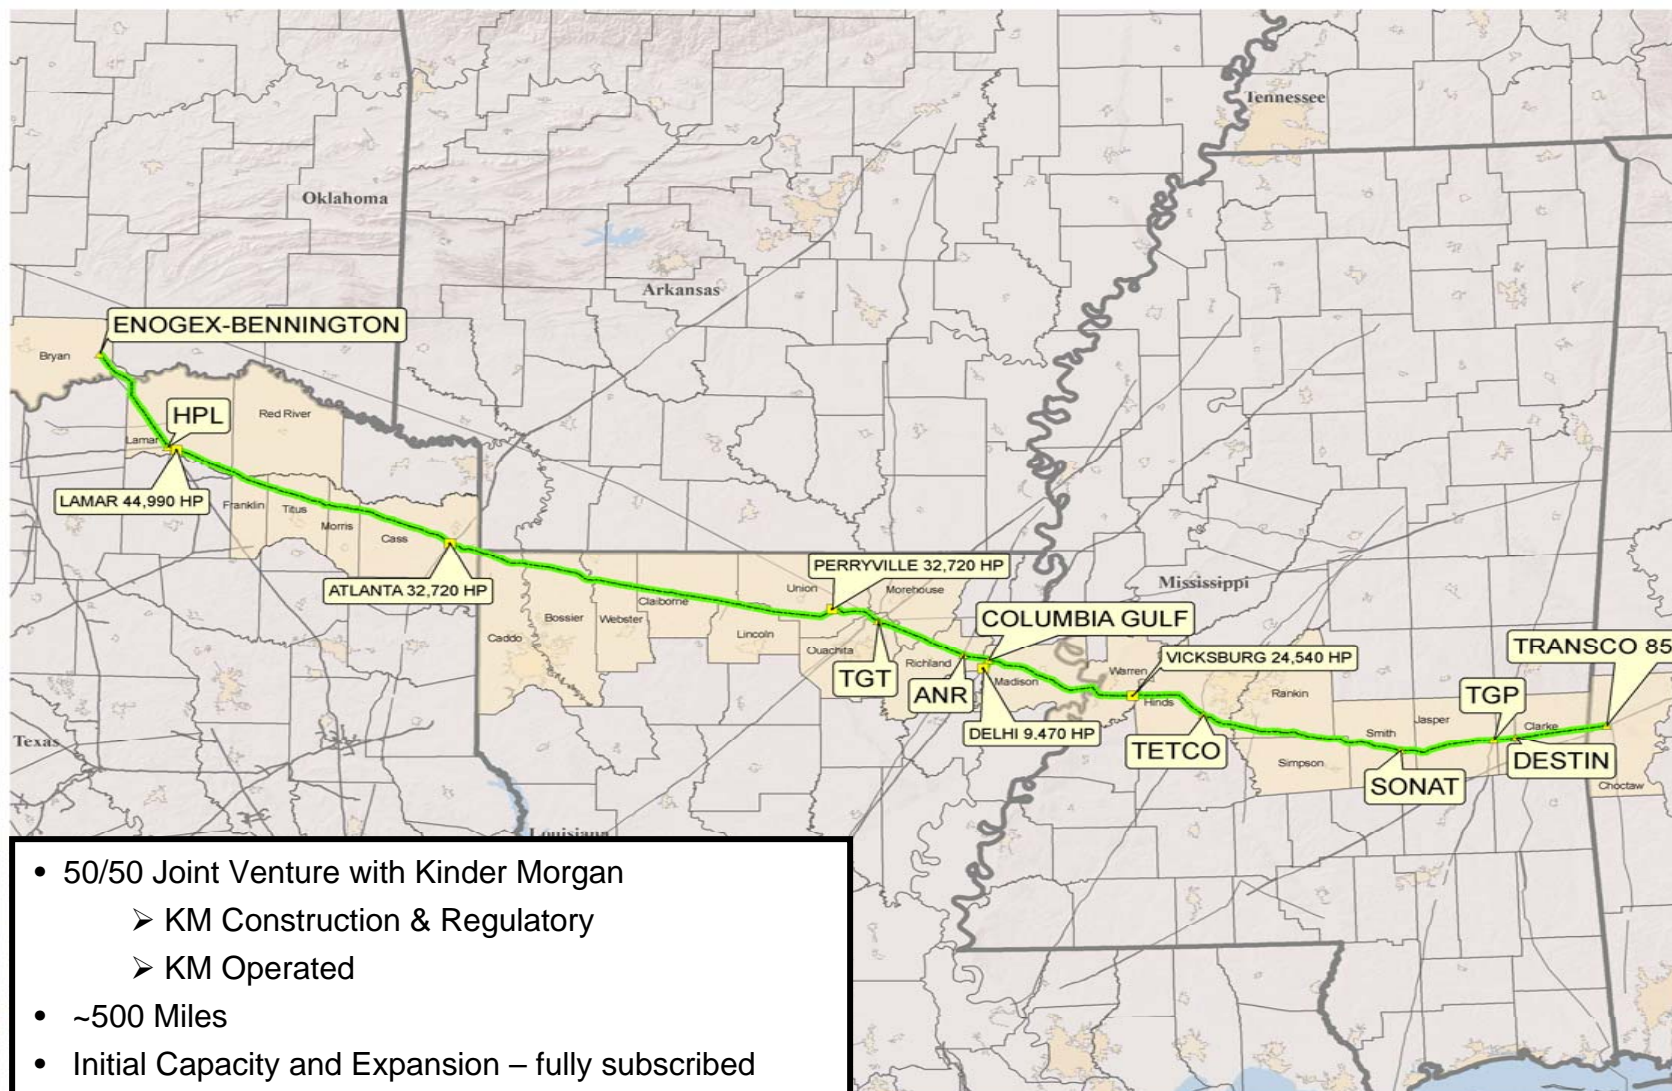 Tennessee
Oklahoma
Arkansas
ENOGEX-BENNINGTON
Bryan
HPL
Red River
Lamar
LAMAR 44,990 HP
Franklin
Titus
Morris
Cass
ATLANTA 32,720 HP
PERRYVILLE 32,720 HP
Mississippi
Union
Morehouse
Claiborne
Bossier
Webster
COLUMBIA GULF
Caddo
Lincoln
Ouachita
TGT
Richland
ANR
Madison
Warren
VICKSBURG 24,540 HP
TRANSCO 85
Hinds
Rankin
TGP
DELHI 9,470 HP
TETCO
Jasper
Clarke
Smith
Simpson
SONAT
DESTIN
Choctaw
Texas
Louisiana
• 50/50 Joint Venture with Kinder Morgan
➢ KM Construction & Regulatory
➢ KM Operated
• ~500 Miles
• Initial Capacity and Expansion – fully subscribed